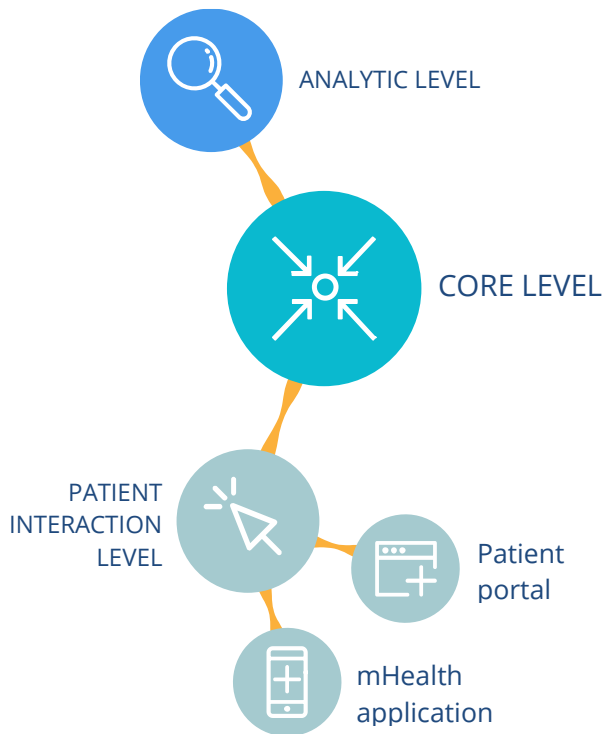 ANALYTIC LEVEL
CORE LEVEL
PATIENT
INTERACTION
LEVEL
Patient
portal
mHealth
application